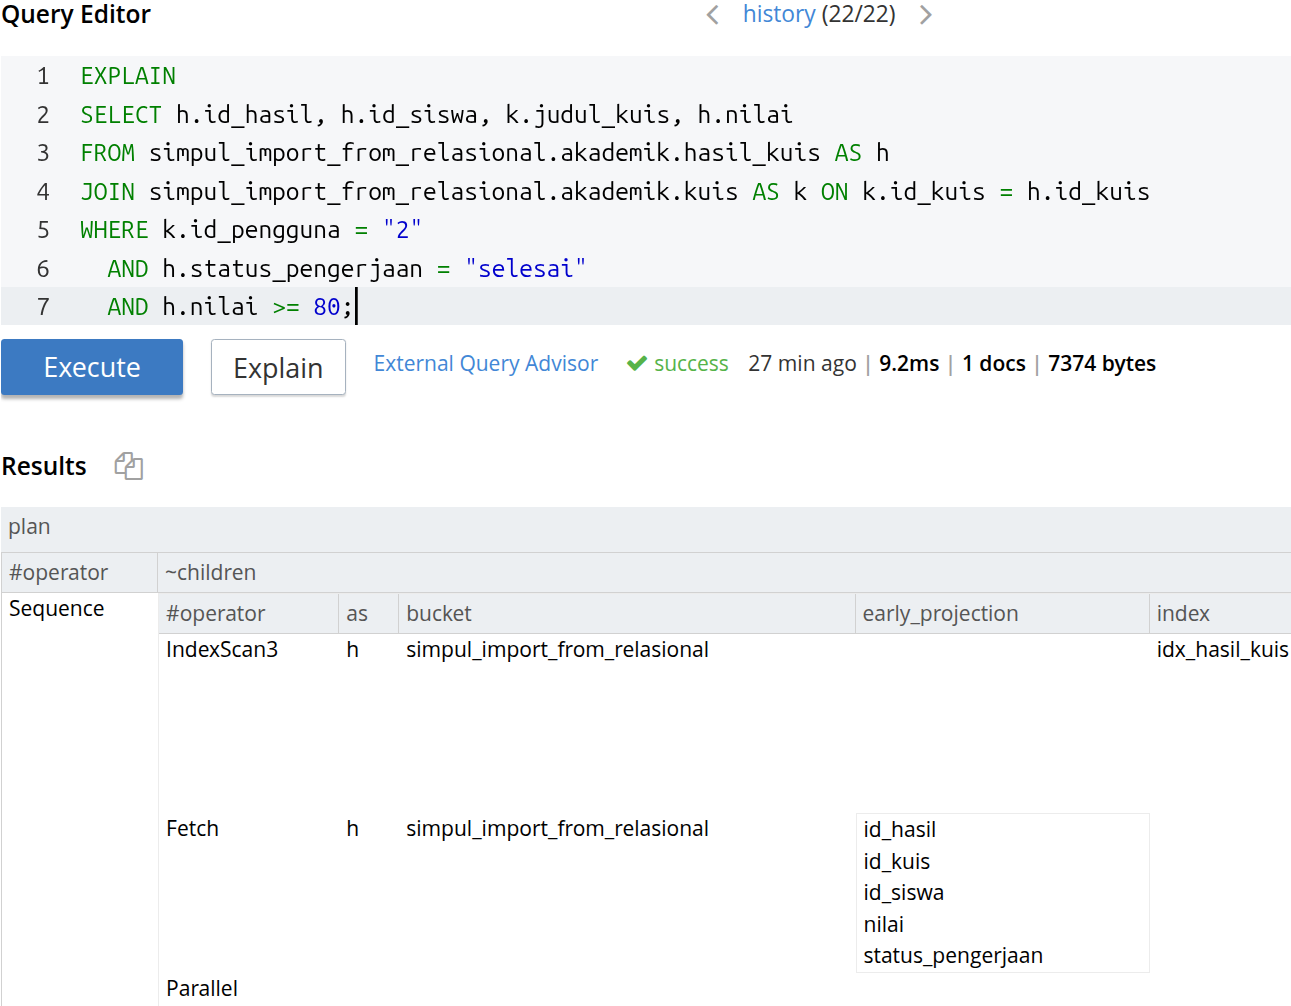 Query Editor
history (22/22)
1 EXPLAIN
2 SELECT h.id_hasil, h.id_siswa, k.judul_kuis, h.nilai
3 FROM simpul_import_from_relasional.akademik.hasil_kuis AS h
4 JOIN simpul_import_from_relasional.akademik.kuis AS k ON k.id_kuis = h.id_kuis
5 WHERE k.id_pengguna = "2"
6 AND h.status_pengerjaan = "selesai"
7 AND h.nilai >= 80;
Execute Explain External Query Advisor success 27 min ago | 9.2ms | 1 docs | 7374 bytes
Results
plan
#operator ~children
Sequence #operator as bucket early_projection index
IndexScan3 h simpul_import_from_relasional idx_hasil_kuis
Fetch h simpul_import_from_relasional id_hasil
id_kuis
id_siswa
nilai
status_pengerjaan
Parallel